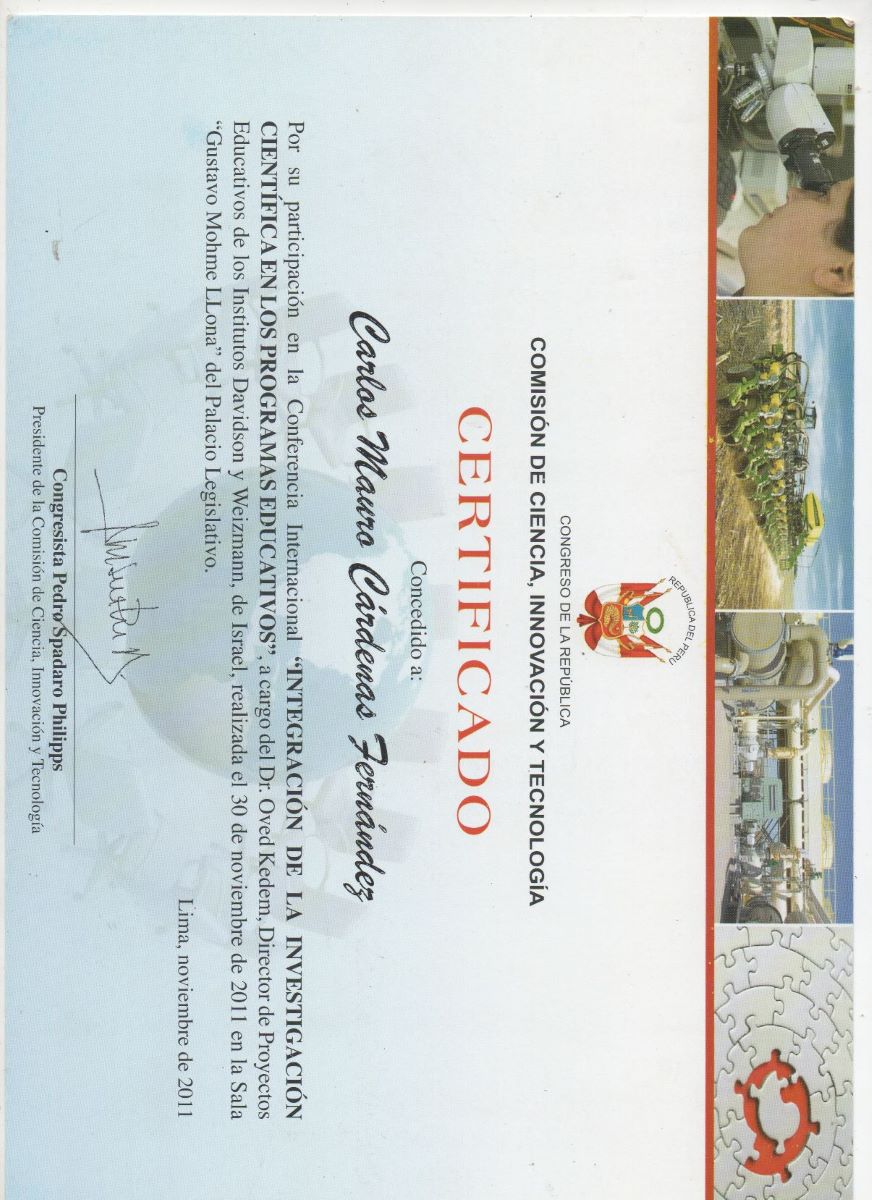 REPUBLICA DEL PERU
CONGRESO DE LA REPÚBLICA
COMISIÓN DE CIENCIA, INNOVACIÓN Y TECNOLOGÍA
CERTIFICADO
Concedido a:
Carlos Mauro Cárdenas Fernández
Por su participación en la Conferencia Internacional “INTEGRACIÓN DE LA INVESTIGACIÓN
CIENTÍFICA EN LOS PROGRAMAS EDUCATIVOS”, a cargo del Dr. Oved Kedem, Director de Proyectos
Educativos de los Institutos Davidson y Weizmann, de Israel, realizada el 30 de noviembre de 2011 en la Sala
“Gustavo Mohme LLona” del Palacio Legislativo.
Lima, noviembre de 2011
Congresista Pedro Spadaro Philipps
Presidente de la Comisión de Ciencia, Innovación y Tecnología